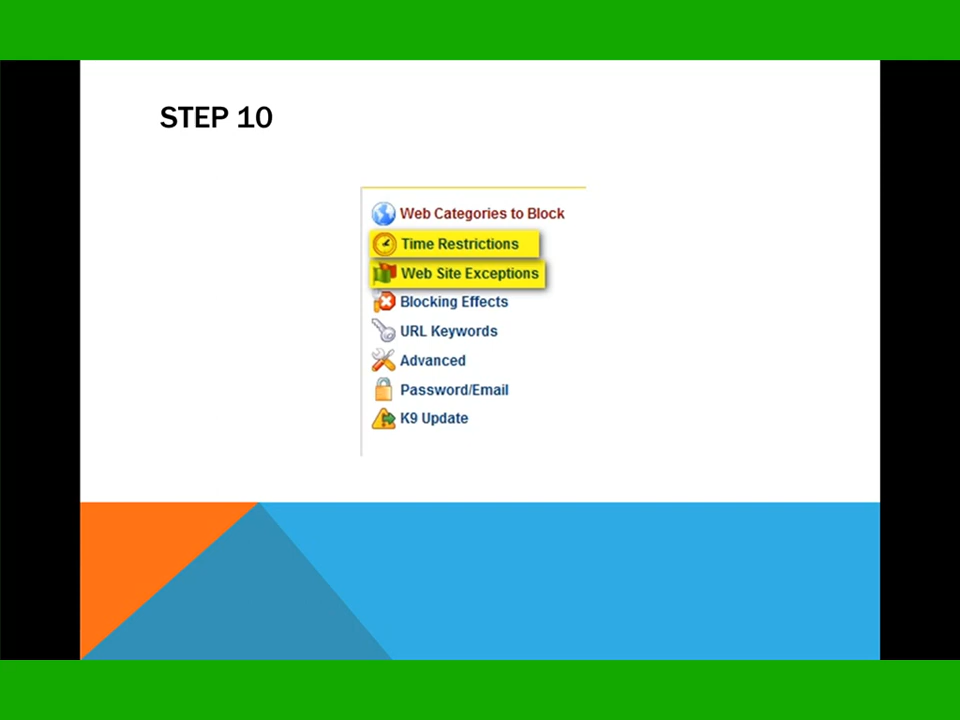 STEP 10
Web Categories to Block
Time Restrictions
Web Site Exceptions
Blocking Effects
URL Keywords
Advanced
Password/Email
K9 Update